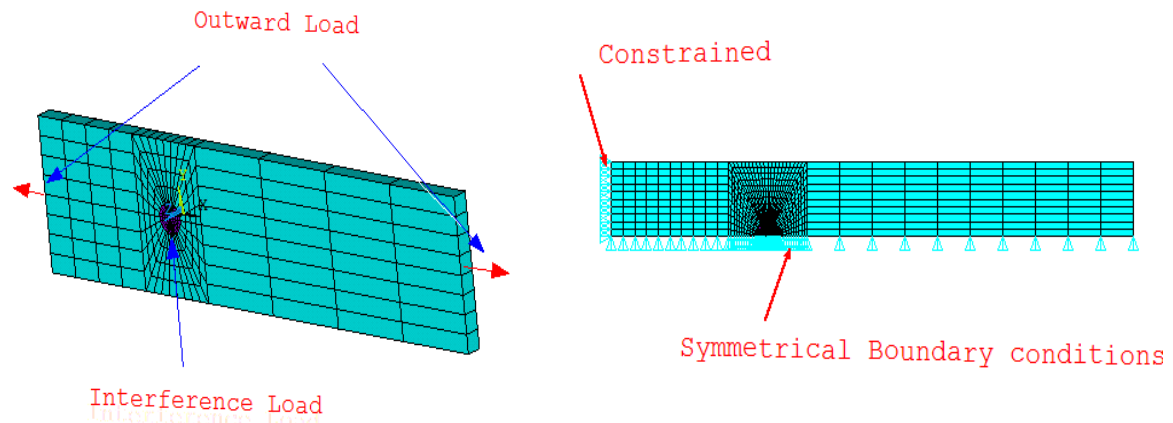 Outward Load
Constrained
X
Symmetrical Boundary conditions
Interference Load